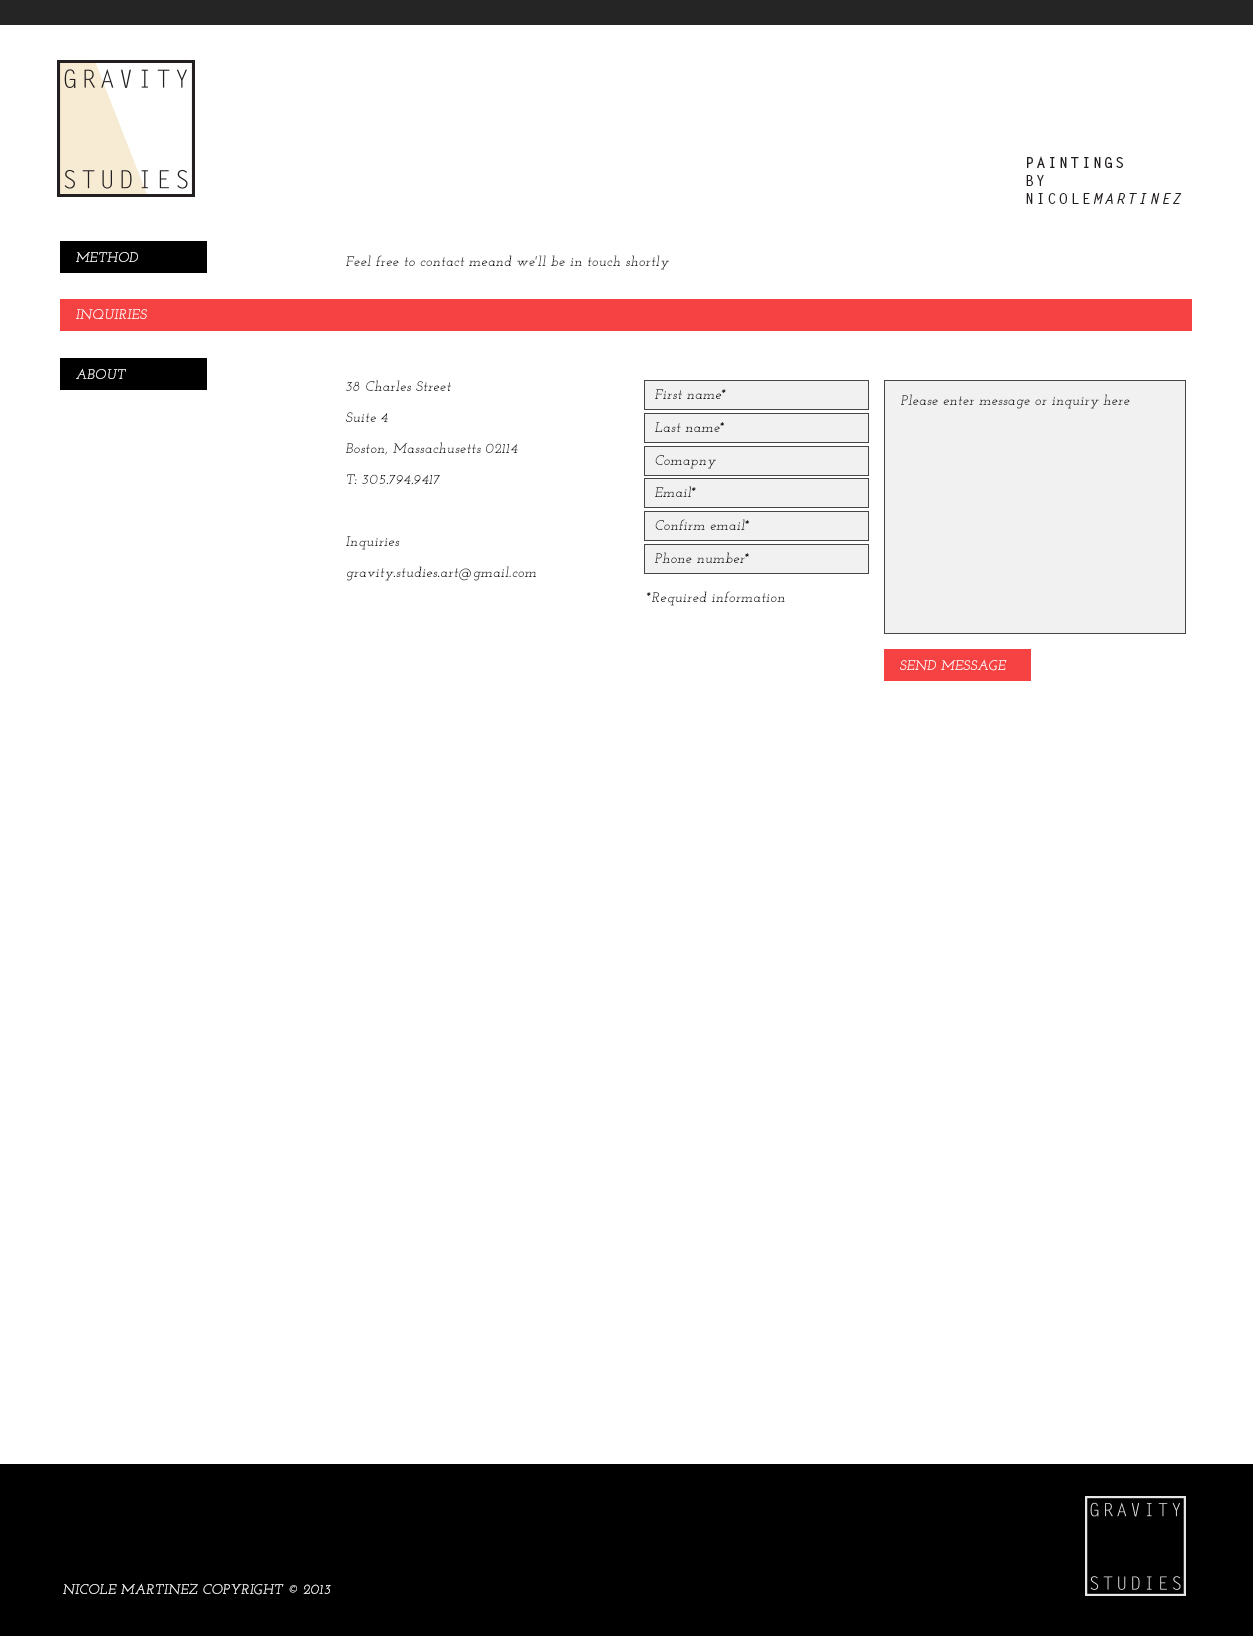 GRAVITY
STUDIES
PAINTINGS
BY
NICOLEMARTINEZ
METHOD
Feel free to contact meand we'll be in touch shortly
INQUIRIES
ABOUT
38 Charles Street
Suite 4
Boston, Massachusetts 02114
T: 305.794.9417
Inquiries
gravity.studies.art@gmail.com
First name*
Last name*
Comapny
Email*
Confirm email*
Phone number*
*Required information
Please enter message or inquiry here
SEND MESSAGE
GRAVITY
STUDIES
NICOLE MARTINEZ COPYRIGHT © 2013